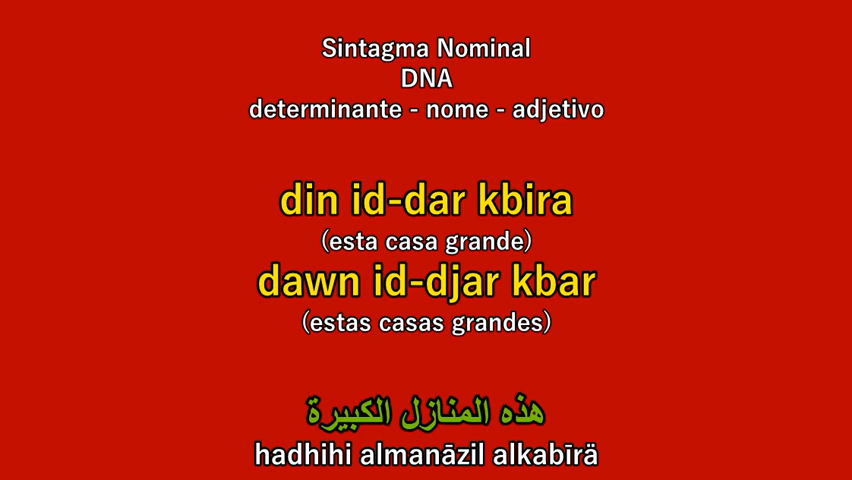 Sintagma Nominal
DNA
determinante - nome - adjetivo
din id-dar kbira
(esta casa grande)
dawn id-djar kbar
(estas casas grandes)
هذه المنازل الكبيرة
hadhihi almanāzil alkabīrä